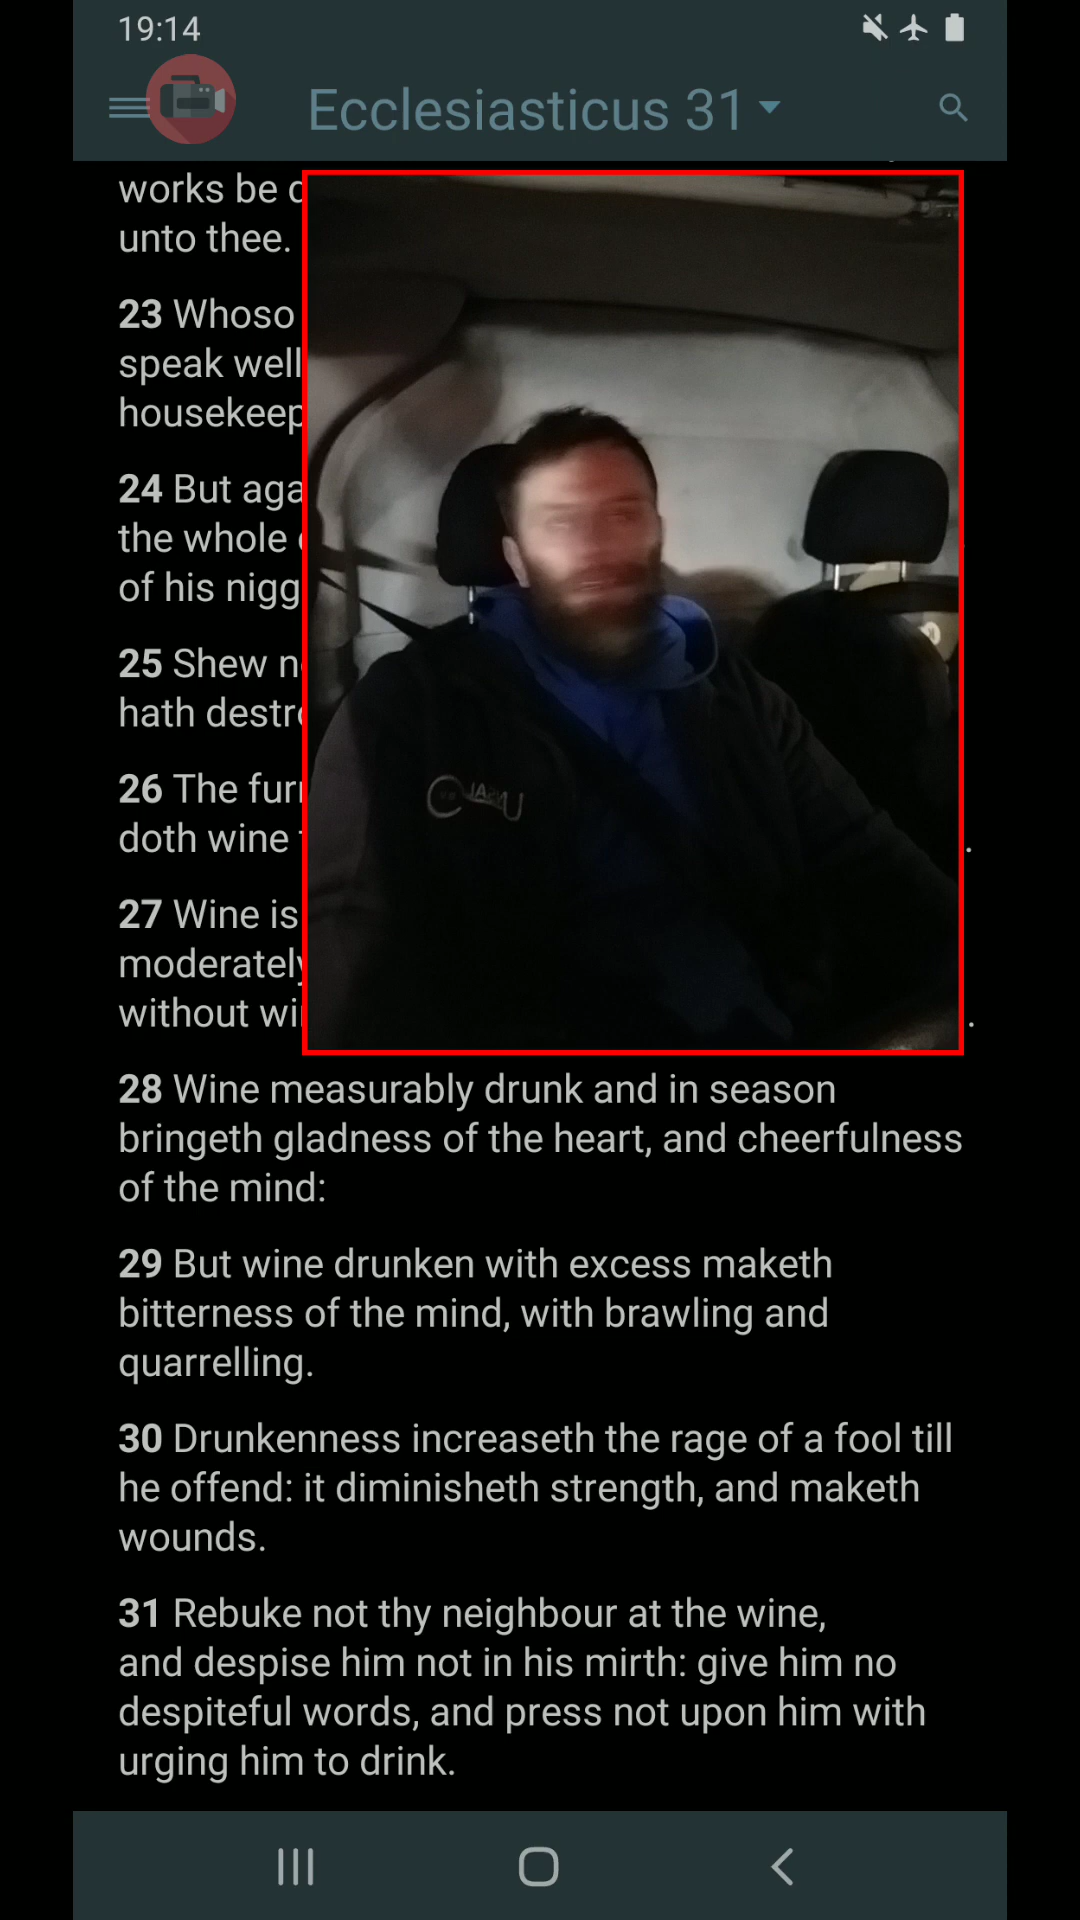 19:14
Ecclesiasticus 31
works be
unto thee.
23 Whoso
speak well
housekeep
24 But aga
the whole
of his nigg
25 Shew n
hath destr
26 The fur
doth wine .
27 Wine is
moderately
without wi .
28 Wine measurably drunk and in season
bringeth gladness of the heart, and cheerfulness
of the mind:
29 But wine drunken with excess maketh
bitterness of the mind, with brawling and
quarrelling.
30 Drunkenness increaseth the rage of a fool till
he offend: it diminisheth strength, and maketh
wounds.
31 Rebuke not thy neighbour at the wine,
and despise him not in his mirth: give him no
despiteful words, and press not upon him with
urging him to drink.